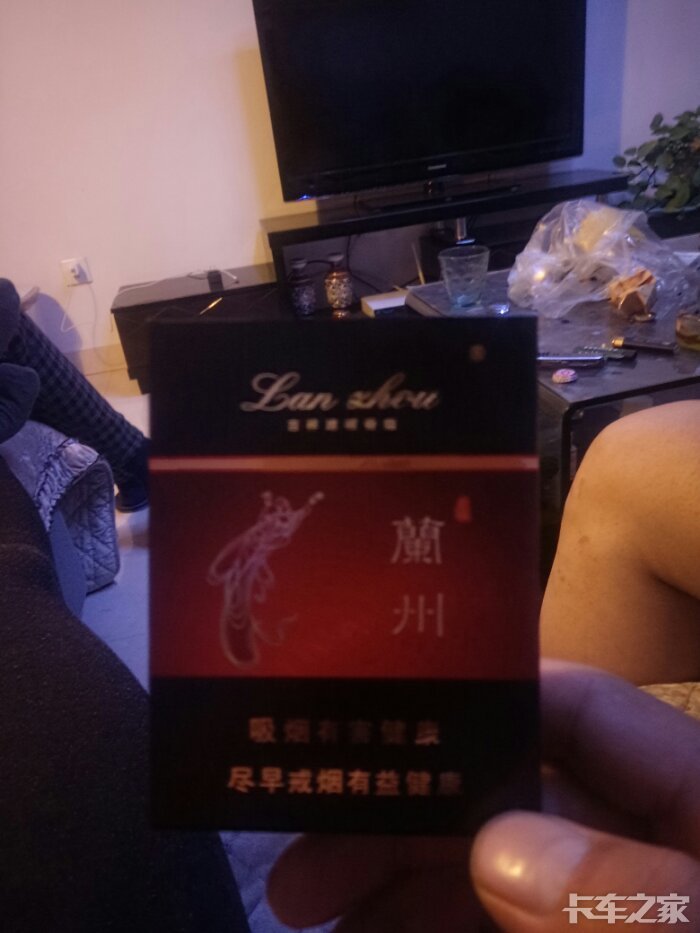 Lan zhou
蘭
州
吸烟有害健康
尽早戒烟有益健康
卡车之家